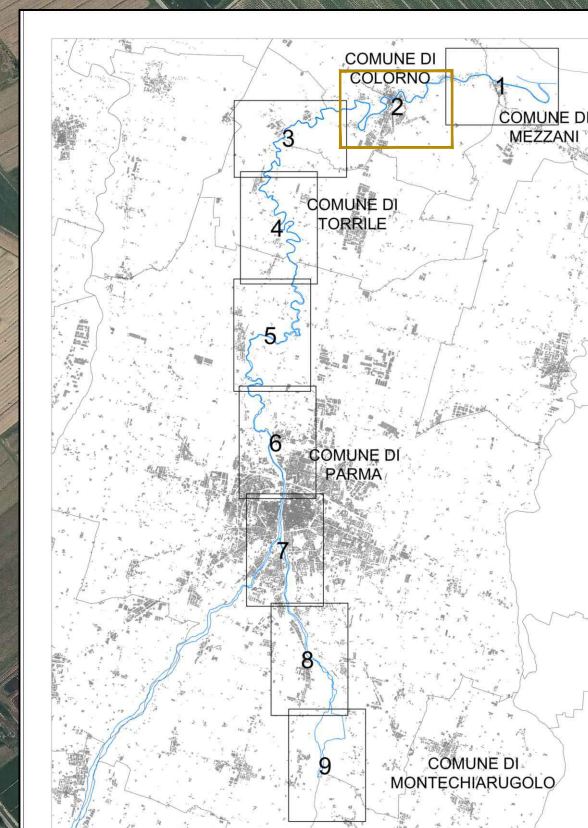 COMUNE DI
COLORNO
1
2
COMUNE DI
MEZZANI
3
COMUNE DI
TORRILE
4
5
6
COMUNE DI
PARMA
7
8
9
COMUNE DI
MONTECHIARUGOLO